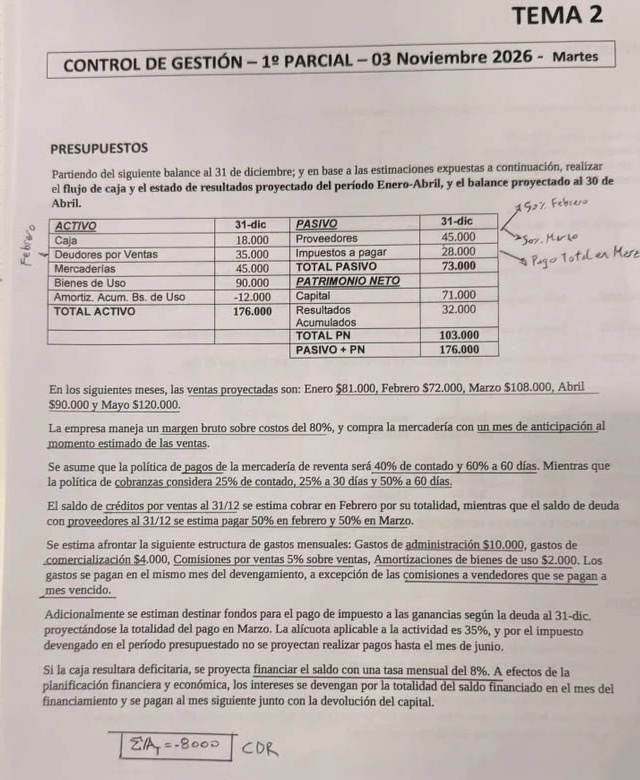 TEMA 2
CONTROL DE GESTIÓN – 1º PARCIAL – 03 Noviembre 2026 - Martes
PRESUPUESTOS
Partiendo del siguiente balance al 31 de diciembre; y en base a las estimaciones expuestas a continuación, realizar
el flujo de caja y el estado de resultados proyectado del período Enero-Abril, y el balance proyectado al 30 de
Abril.
50% Febrero
ACTIVO 31-dic PASIVO 31-dic
Caja 18.000 Proveedores 45.000
50% Marzo
Febrero
Deudores por Ventas 35.000 Impuestos a pagar 28.000
Pago Total en
Mercaderías 45.000 TOTAL PASIVO 73.000
Bienes de Uso 90.000 PATRIMONIO NETO
Amortiz. Acum. Bs. de Uso -12.000 Capital 71.000
TOTAL ACTIVO 176.000 Resultados 32.000
Acumulados
TOTAL PN 103.000
PASIVO + PN 176.000
En los siguientes meses, las ventas proyectadas son: Enero $81.000, Febrero $72.000, Marzo $108.000, Abril
$90.000 y Mayo $120.000.
La empresa maneja un margen bruto sobre costos del 80%, y compra la mercadería con un mes de anticipación al
momento estimado de las ventas.
Se asume que la política de pagos de la mercadería de reventa será 40% de contado y 60% a 60 días. Mientras que
la política de cobranzas considera 25% de contado, 25% a 30 días y 50% a 60 días.
El saldo de créditos por ventas al 31/12 se estima cobrar en Febrero por su totalidad, mientras que el saldo de deuda
con proveedores al 31/12 se estima pagar 50% en febrero y 50% en Marzo.
Se estima afrontar la siguiente estructura de gastos mensuales: Gastos de administración $10.000, gastos de
comercialización $4.000, Comisiones por ventas 5% sobre ventas, Amortizaciones de bienes de uso $2.000. Los
gastos se pagan en el mismo mes del devengamiento, a excepción de las comisiones a vendedores que se pagan a
mes vencido.
Adicionalmente se estiman destinar fondos para el pago de impuesto a las ganancias según la deuda al 31-dic.
proyectándose la totalidad del pago en Marzo. La alícuota aplicable a la actividad es 35%, y por el impuesto
devengado en el período presupuestado no se proyectan realizar pagos hasta el mes de junio.
Si la caja resultara deficitaria, se proyecta financiar el saldo con una tasa mensual del 8%. A efectos de la
planificación financiera y económica, los intereses se devengan por la totalidad del saldo financiado en el mes del
financiamiento y se pagan al mes siguiente junto con la devolución del capital.
= -8000